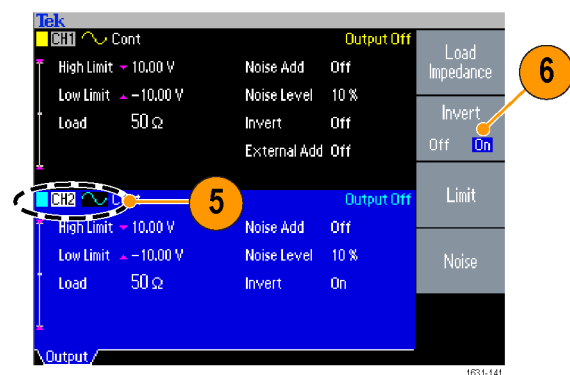 Tek
CH1 Cont Output Off
High Limit 10.00 V Noise Add Off
Low Limit -10.00 V Noise Level 10 %
Load 50 Ω Invert Off
External Add Off
CH2 Output Off
High Limit 10.00 V Noise Add Off
Low Limit -10.00 V Noise Level 10 %
Load 50 Ω Invert On
Output
Load
Impedance
Invert
Off On
Limit
Noise
5
6
1631-141